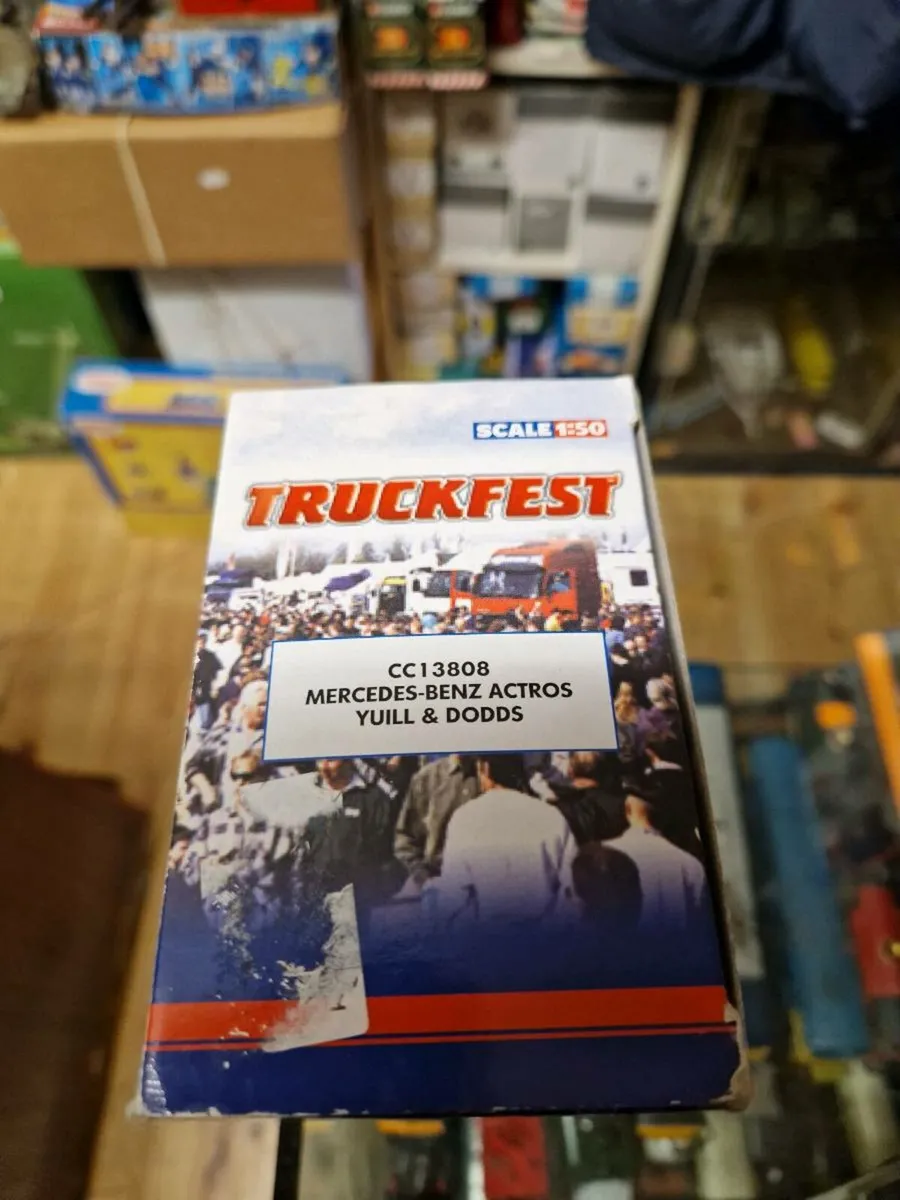 SCALE 1:50
TRUCKFEST
CC13808
MERCEDES-BENZ ACTROS
YUILL & DODDS